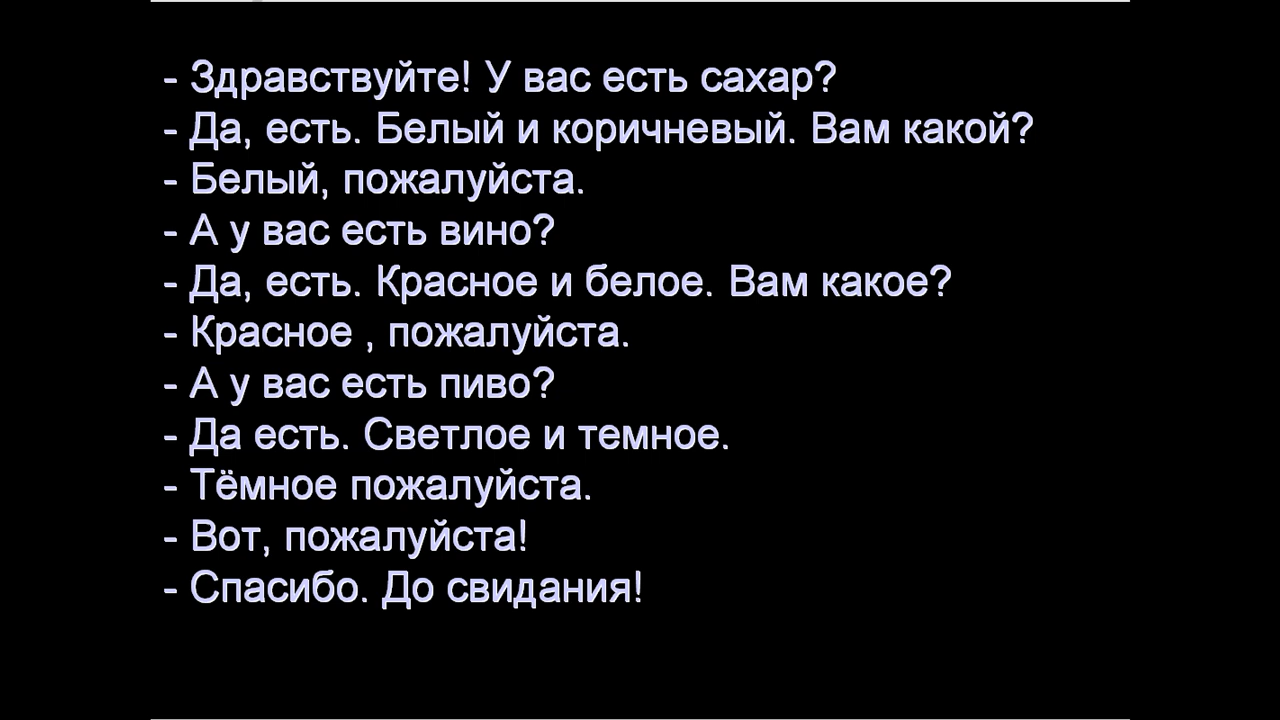 - Здравствуйте! У вас есть сахар?
- Да, есть. Белый и коричневый. Вам какой?
- Белый, пожалуйста.
- А у вас есть вино?
- Да, есть. Красное и белое. Вам какое?
- Красное , пожалуйста.
- А у вас есть пиво?
- Да есть. Светлое и темное.
- Тёмное пожалуйста.
- Вот, пожалуйста!
- Спасибо. До свидания!